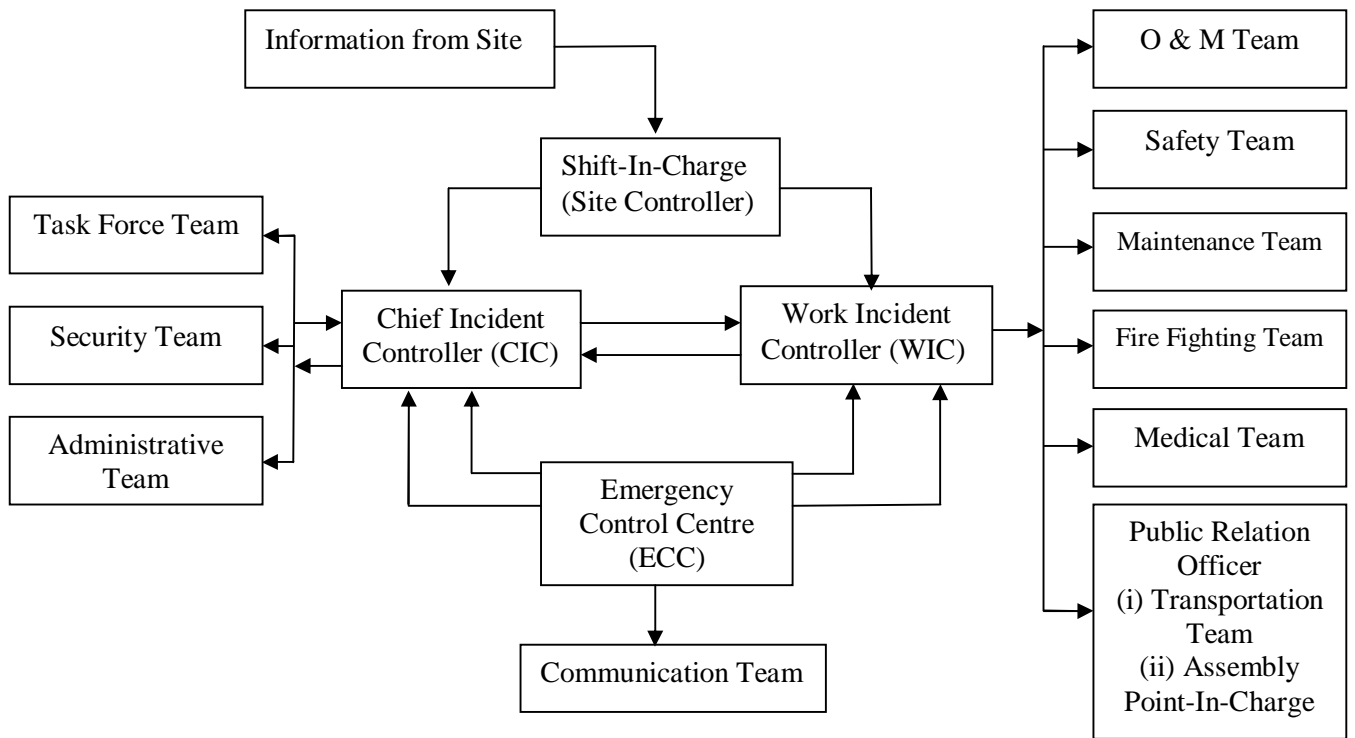 Information from Site
Shift-In-Charge
(Site Controller)
Task Force Team
Security Team
Administrative
Team
Chief Incident
Controller (CIC)
Work Incident
Controller (WIC)
Emergency
Control Centre
(ECC)
Communication Team
O & M Team
Safety Team
Maintenance Team
Fire Fighting Team
Medical Team
Public Relation
Officer
(i) Transportation
Team
(ii) Assembly
Point-In-Charge